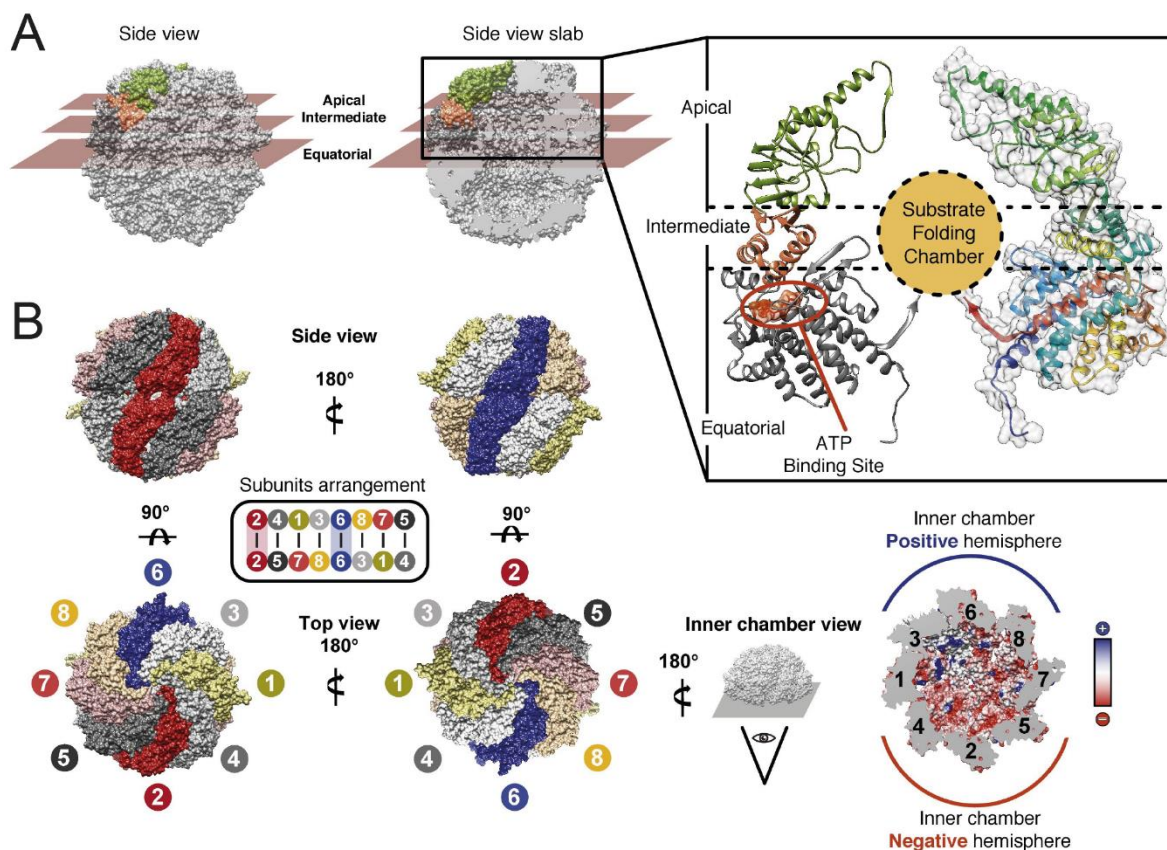 A
Side view
Side view slab
Apical
Intermediate
Equatorial
Apical
Intermediate
Equatorial
Substrate
Folding
Chamber
ATP
Binding Site
B
Side view
180°
90°
90°
Subunits arrangement
2 4 1 3 6 8 7 5
2 5 7 8 6 3 1 4
6
8
3
7
1
5
4
2
Top view
180°
2
3
5
1
7
4
8
6
180°
Inner chamber view
Inner chamber
Positive hemisphere
6
3
8
1
7
4
5
2
+
−
Inner chamber
Negative hemisphere